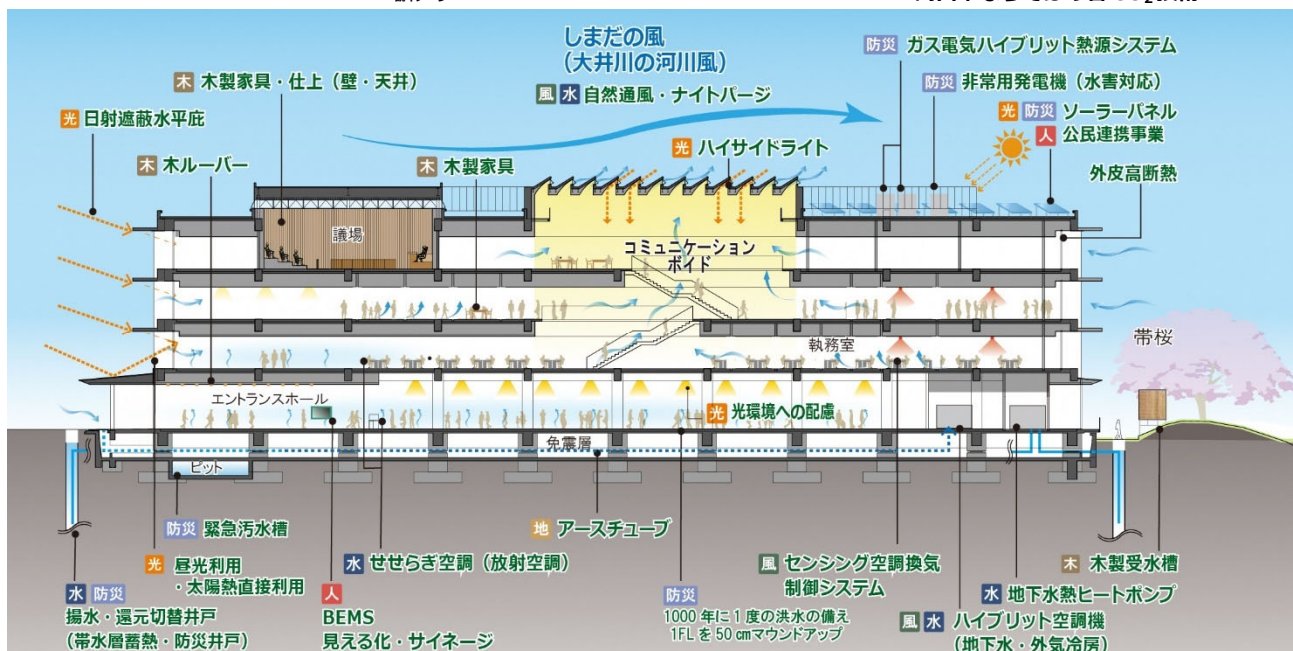 しまだの風
(大井川の河川風)
風 水 自然通風・ナイトパージ
防災 ガス電気ハイブリット熱源システム
防災 非常用発電機(水害対応)
光 防災 ソーラーパネル
人 公民連携事業
外皮高断熱
木 木製家具・仕上(壁・天井)
光 日射遮蔽水平庇
木 木ルーバー
木 木製家具
光 ハイサイドライト
議場
コミュニケーション
ボイド
執務室
帯桜
エントランスホール
光 光環境への配慮
免震層
ピット
防災 緊急汚水槽
地 アースチューブ
光 昼光利用
・太陽熱直接利用
水 せせらぎ空調(放射空調)
風 センシング空調換気
制御システム
木 木製受水槽
水 地下水熱ヒートポンプ
水 防災
揚水・還元切替井戸
(帯水層蓄熱・防災井戸)
人
BEMS
見える化・サイネージ
防災
1000年に1度の洪水の備え
1FLを50㎝マウンドアップ
風 水 ハイブリット空調機
(地下水・外気冷房)